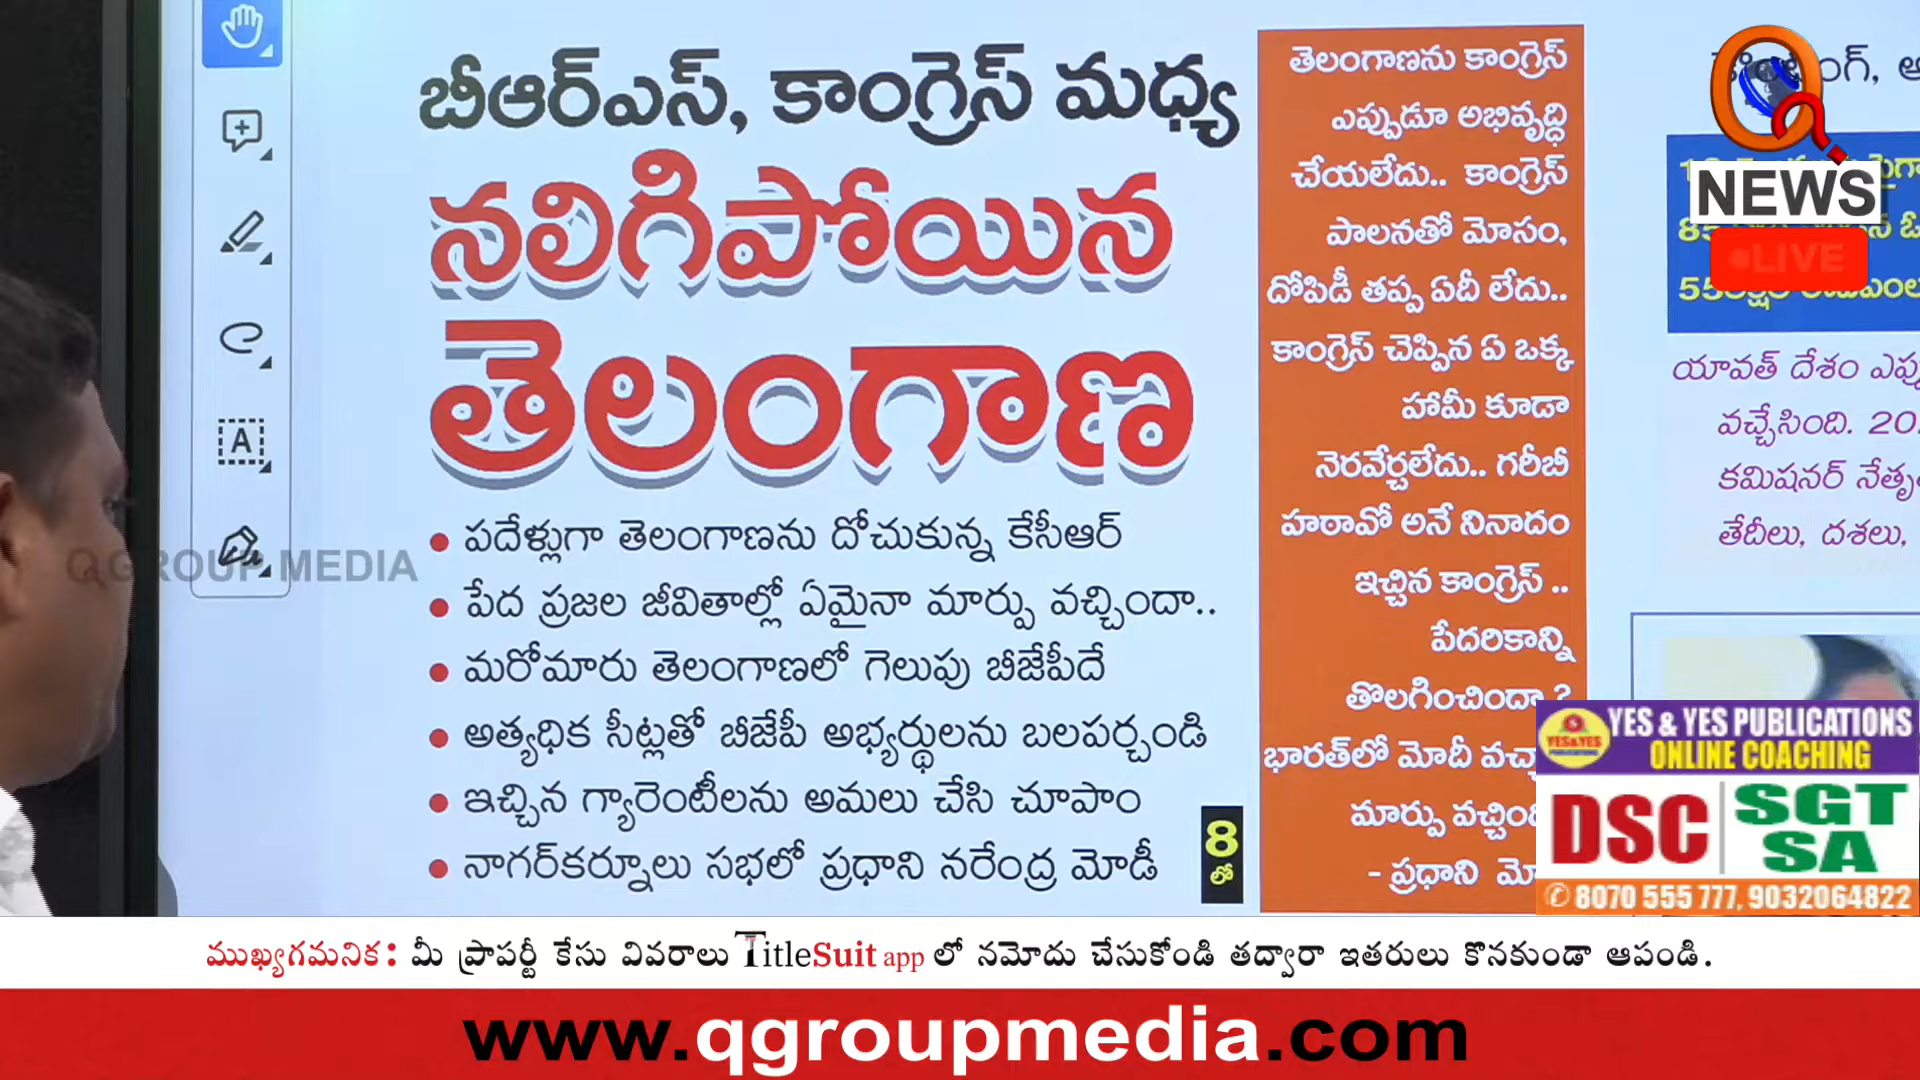 బీఆర్ఎస్, కాంగ్రెస్ మధ్య
నలిగిపోయిన
తెలంగాణ
• పదేళ్లుగా తెలంగాణను దోచుకున్న కేసీఆర్
• పేద ప్రజల జీవితాల్లో ఏమైనా మార్పు వచ్చిందా..
• మరోమారు తెలంగాణలో గెలుపు బీజేపీదే
• అత్యధిక సీట్లతో బీజేపీ అభ్యర్థులను బలపర్చండి
• ఇచ్చిన గ్యారెంటీలను అమలు చేసి చూపాం
• నాగర్‌కర్నూలు సభలో ప్రధాని నరేంద్ర మోడీ
8
లో
తెలంగాణను కాంగ్రెస్
ఎప్పుడూ అభివృద్ధి
చేయలేదు.. కాంగ్రెస్
పాలనతో మోసం,
దోపిడీ తప్ప ఏదీ లేదు..
కాంగ్రెస్ చెప్పిన ఏ ఒక్క
హామీ కూడా
నెరవేర్చలేదు.. గరీబీ
హఠావో అనే నినాదం
ఇచ్చిన కాంగ్రెస్ ..
పేదరికాన్ని
తొలగించిందా ?
భారత్‌లో మోదీ
మార్పు
- ప్రధాని
యావత్ దేశం
వచ్చేసింది.
కమిషనర్
తేదీలు, దశలు,
Q
NEWS
LIVE
QGROUP MEDIA
YES & YES PUBLICATIONS
ONLINE COACHING
YES&YES
DSC SGT
SA
8070 555 777, 9032064822
ముఖ్యగమనిక: మీ ప్రాపర్టీ కేసు వివరాలు TitleSuit app లో నమోదు చేసుకోండి తద్వారా ఇతరులు కొనకుండా ఆపండి.
www.qgroupmedia.com